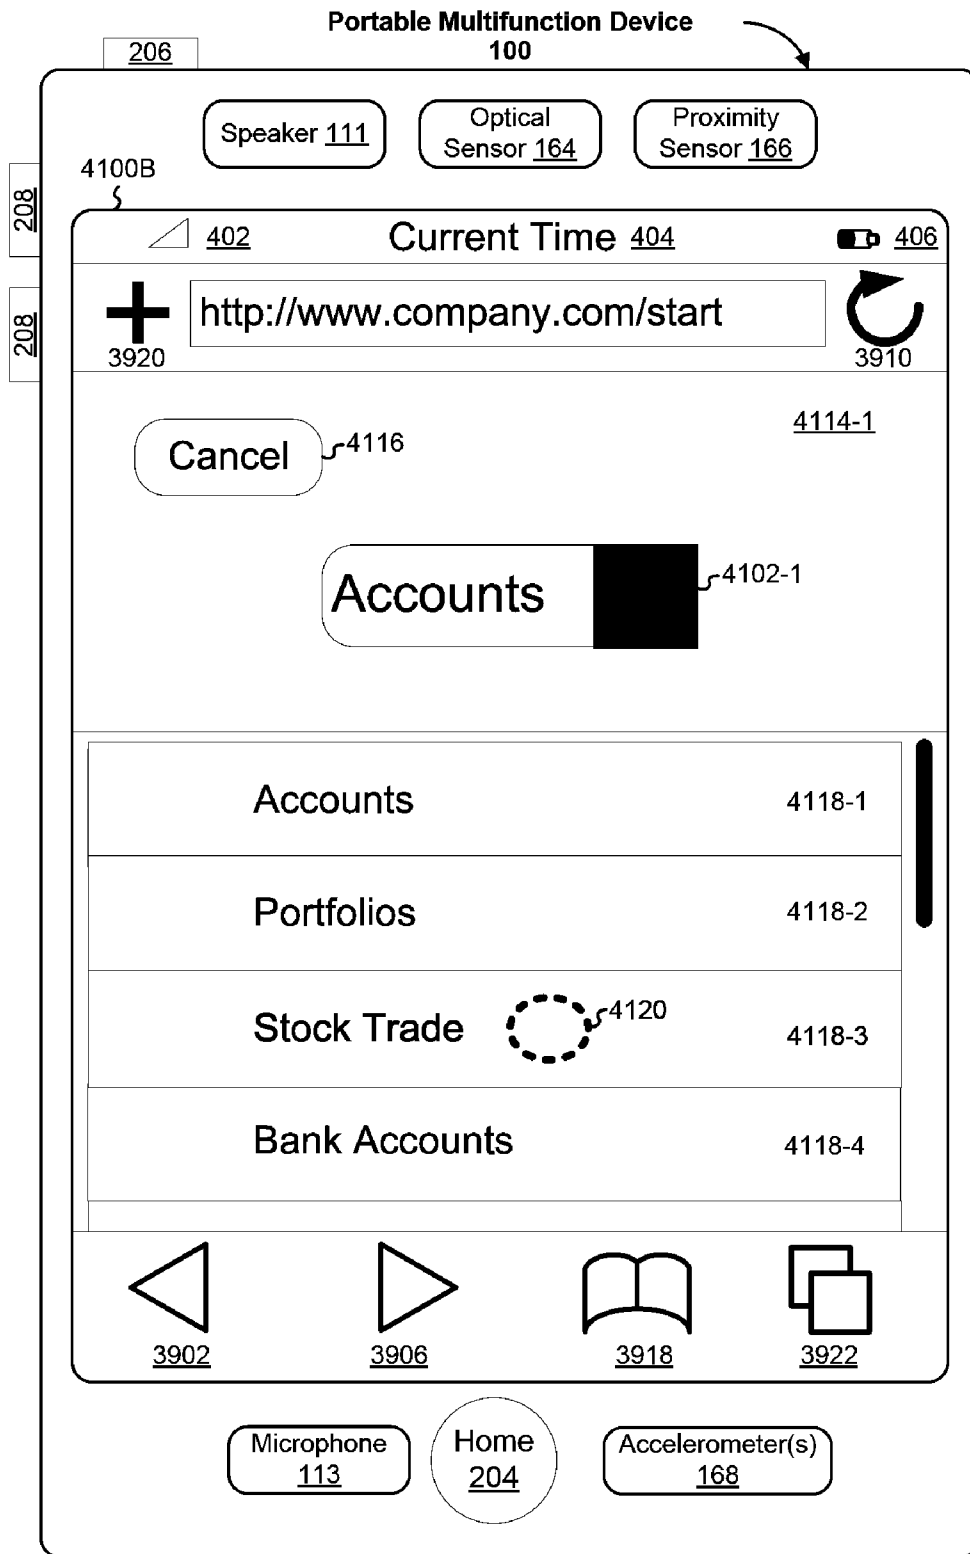 Portable Multifunction Device
100
206
Speaker 111
Optical
Sensor 164
Proximity
Sensor 166
208
208
4100B
402
Current Time 404
406
3920
http://www.company.com/start
3910
4114-1
Cancel
4116
Accounts
4102-1
Accounts
4118-1
Portfolios
4118-2
Stock Trade
4120
4118-3
Bank Accounts
4118-4
3902
3906
3918
3922
Microphone
113
Home
204
Accelerometer(s)
168